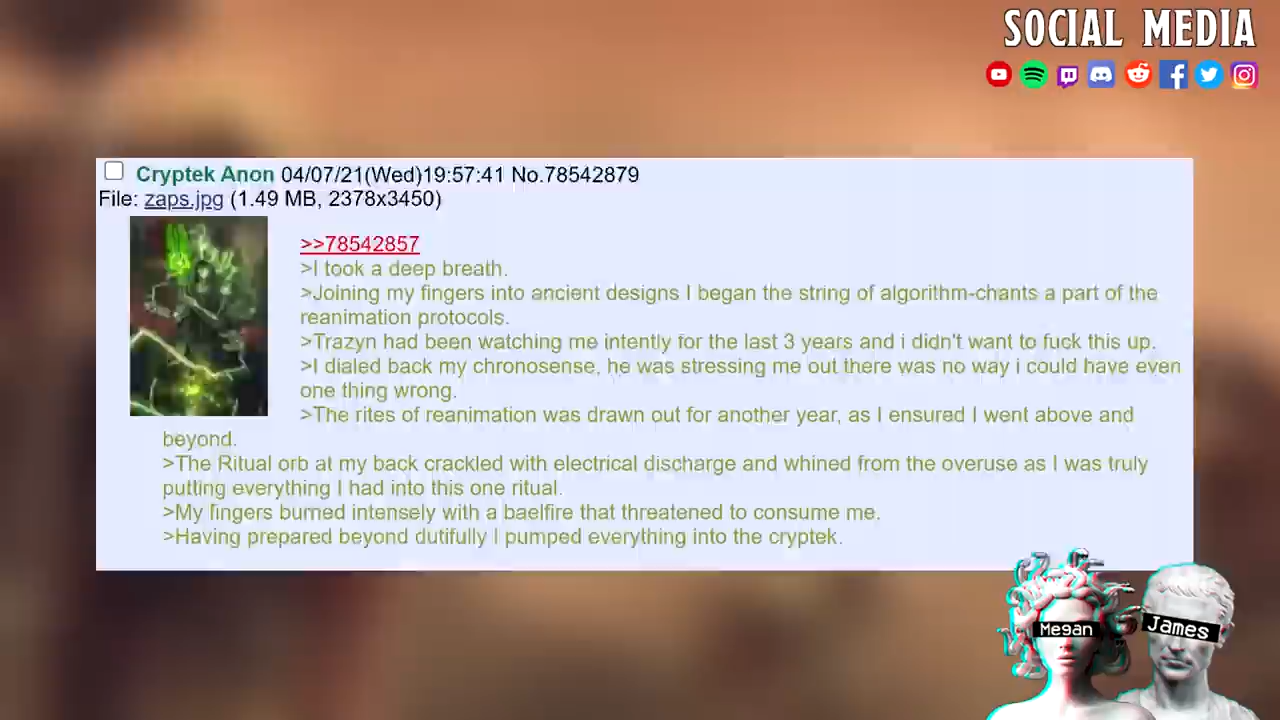 SOCIAL MEDIA
Cryptek Anon 04/07/21(Wed)19:57:41 No.78542879
File: zaps.jpg (1.49 MB, 2378x3450)
>>78542857
>I took a deep breath.
>Joining my fingers into ancient designs I began the string of algorithm-chants a part of the
reanimation protocols.
>Trazyn had been watching me intently for the last 3 years and i didn't want to fuck this up.
>I dialed back my chronosense, he was stressing me out there was no way i could have even
one thing wrong.
>The rites of reanimation was drawn out for another year, as I ensured I went above and
beyond.
>The Ritual orb at my back crackled with electrical discharge and whined from the overuse as I was truly
putting everything I had into this one ritual.
>My fingers burned intensely with a baelfire that threatened to consume me.
>Having prepared beyond dutifully I pumped everything into the cryptek.
Megan
James